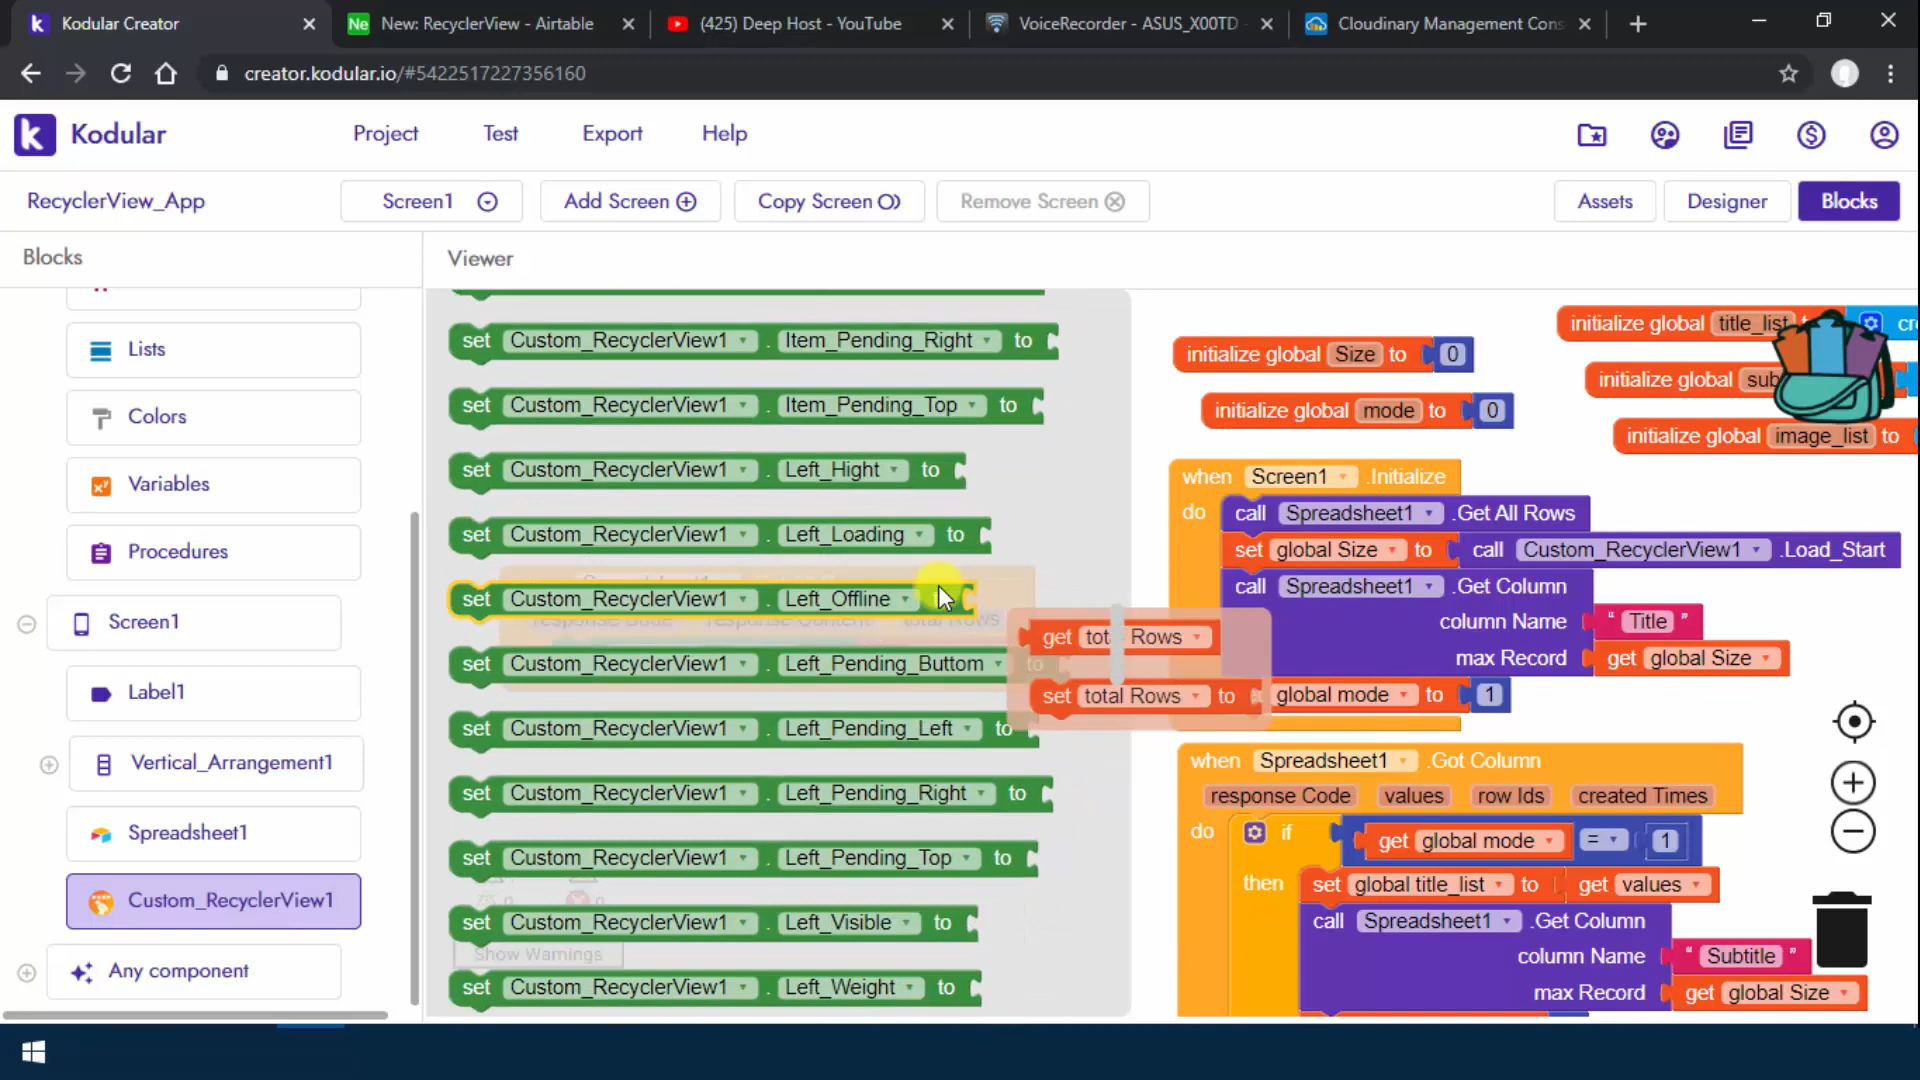 Kodular Creator
New: RecyclerView - Airtable
(425) Deep Host - YouTube
VoiceRecorder - ASUS_X00TD
Cloudinary Management Cons
creator.kodular.io/#5422517227356160
Kodular
Project
Test
Export
Help
RecyclerView_App
Screen1
Add Screen
Copy Screen
Remove Screen
Assets
Designer
Blocks
Blocks
Viewer
Lists
Colors
Variables
Procedures
Screen1
Label1
Vertical_Arrangement1
Spreadsheet1
Custom_RecyclerView1
Any component
set Custom_RecyclerView1 . Item_Pending_Right to
set Custom_RecyclerView1 . Item_Pending_Top to
set Custom_RecyclerView1 . Left_Hight to
set Custom_RecyclerView1 . Left_Loading to
set Custom_RecyclerView1 . Left_Offline
set Custom_RecyclerView1 . Left_Pending_Buttom to
set Custom_RecyclerView1 . Left_Pending_Left to
set Custom_RecyclerView1 . Left_Pending_Right to
set Custom_RecyclerView1 . Left_Pending_Top to
set Custom_RecyclerView1 . Left_Visible to
Show Warnings
set Custom_RecyclerView1 . Left_Weight to
get total Rows
set total Rows to
initialize global Size to 0
initialize global mode to 0
initialize global title_list to
initialize global sub
initialize global image_list to
when Screen1 .Initialize
do call Spreadsheet1 .Get All Rows
set global Size to call Custom_RecyclerView1 .Load_Start
call Spreadsheet1 .Get Column
column Name " Title "
max Record get global Size
global mode to 1
when Spreadsheet1 .Got Column
response Code values row Ids created Times
do if get global mode = 1
then set global title_list to get values
call Spreadsheet1 .Get Column
column Name " Subtitle "
max Record get global Size